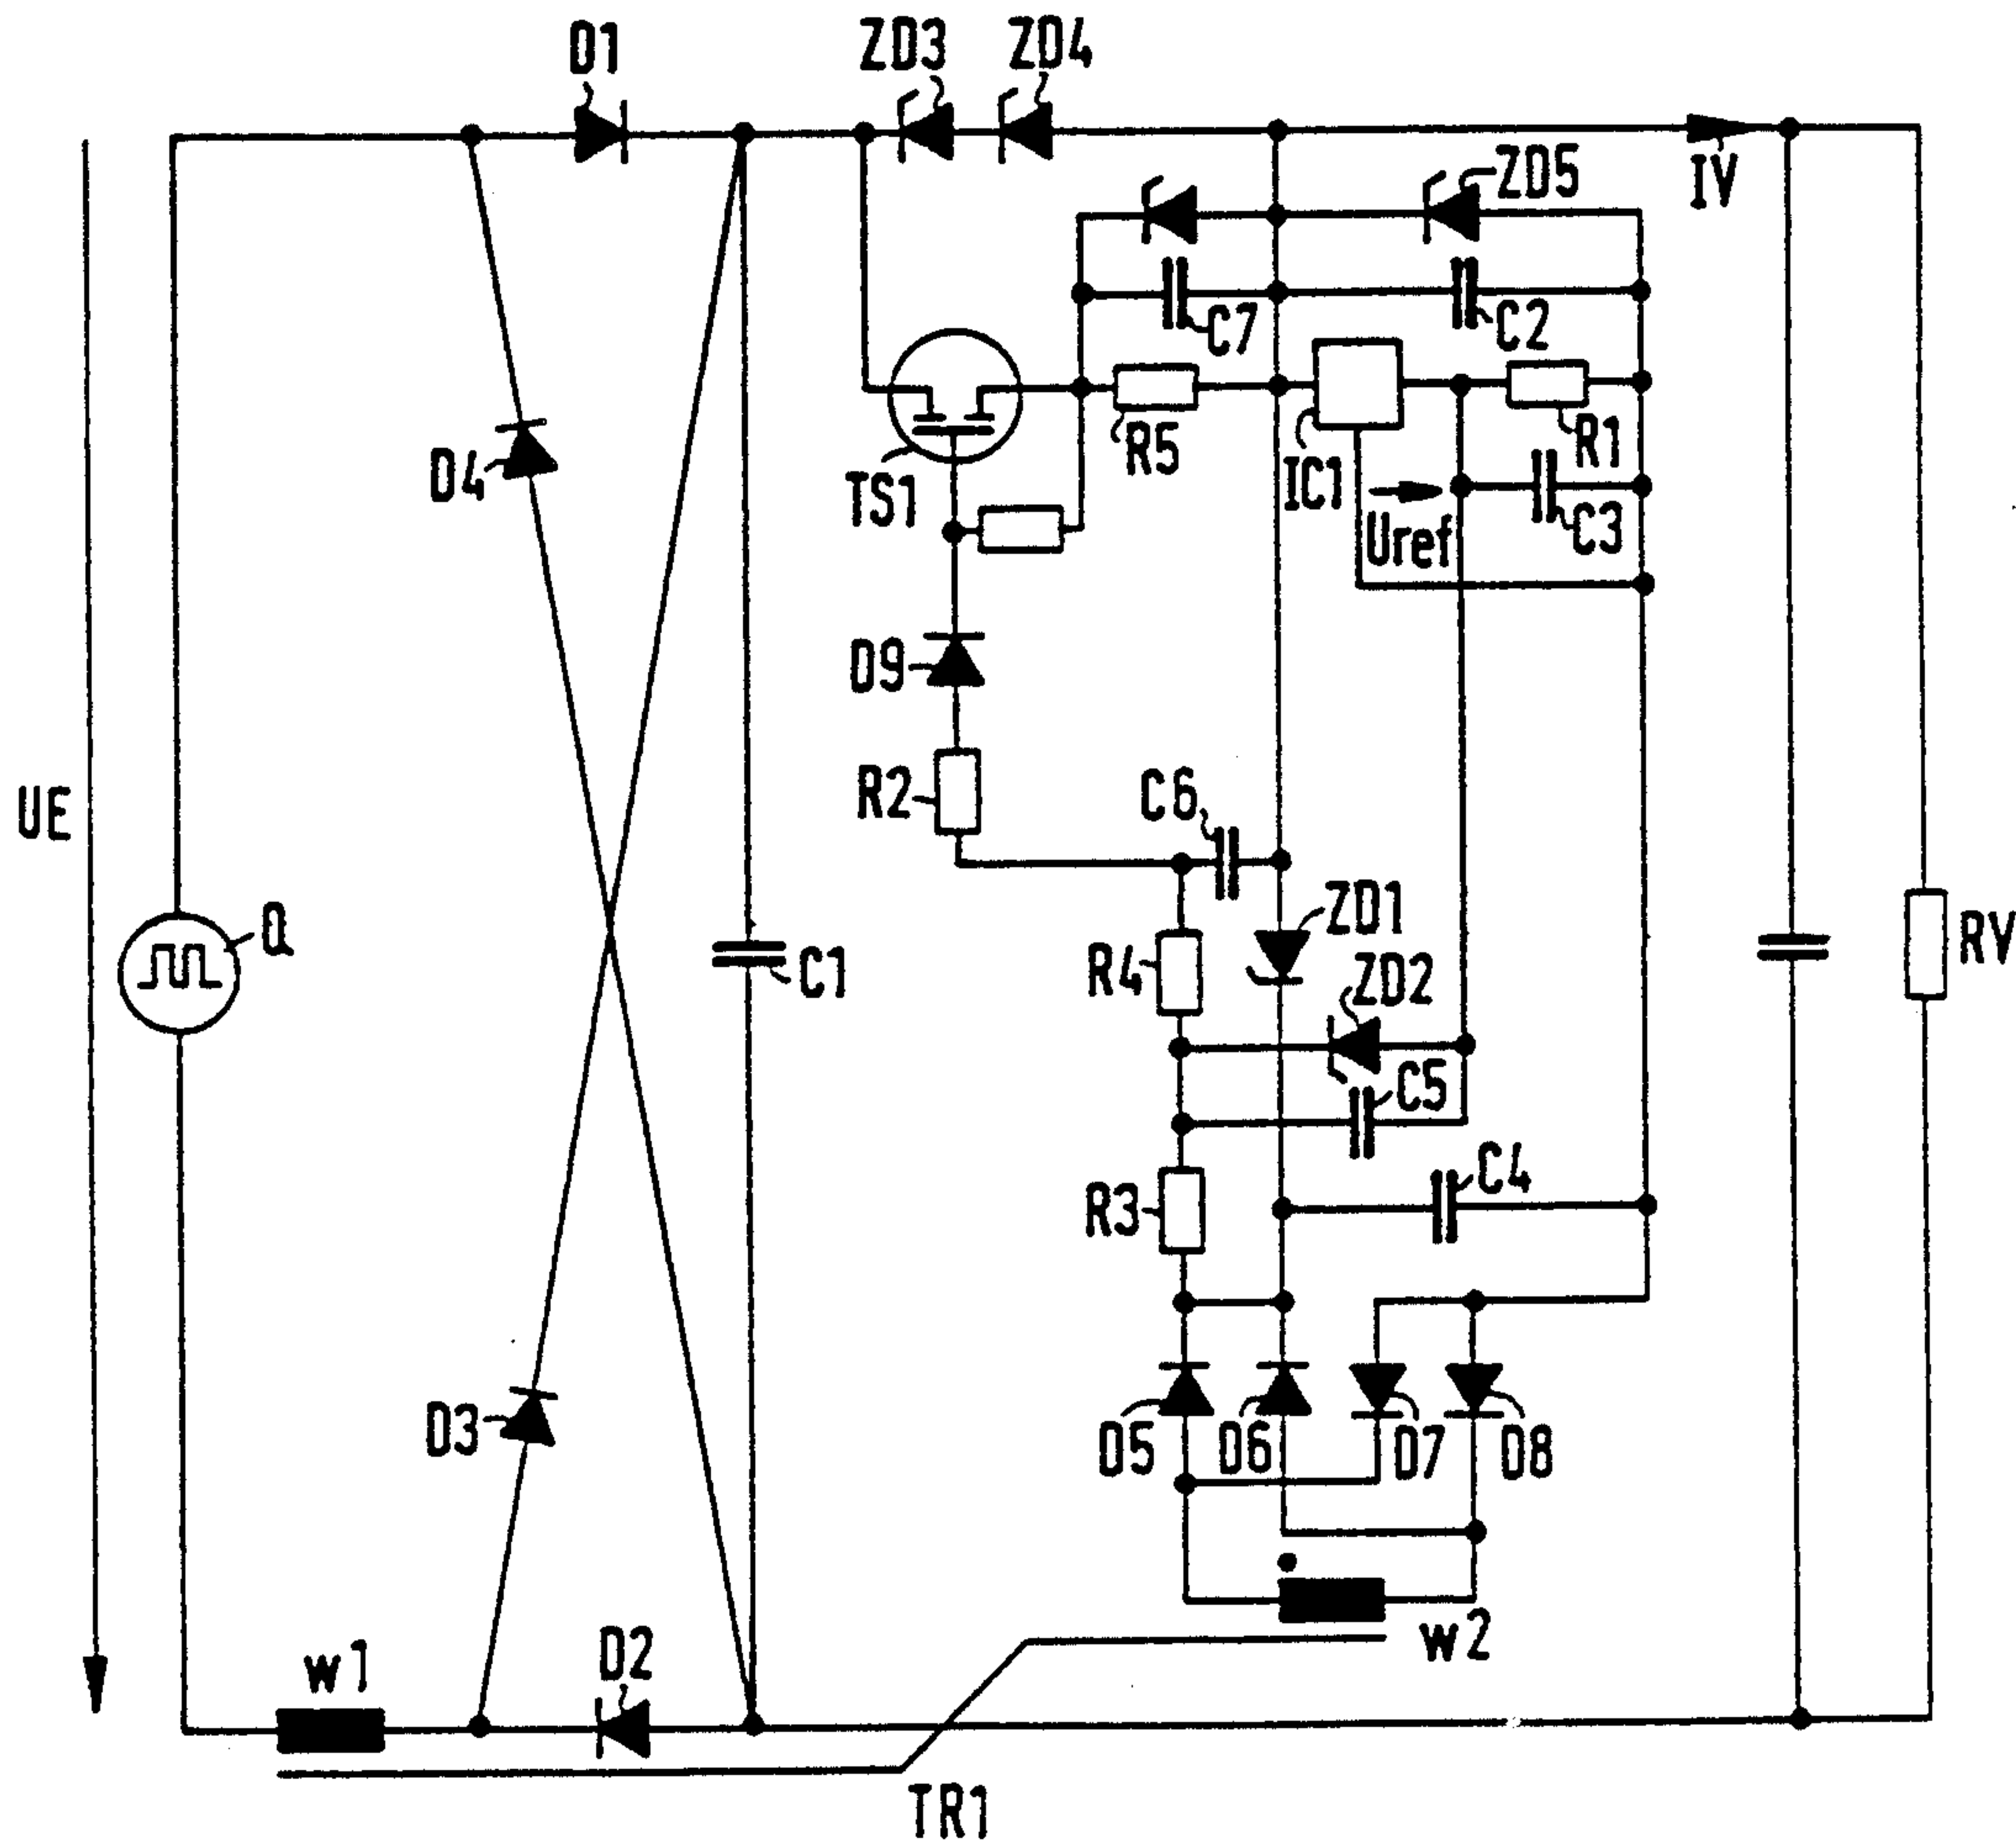 D1
ZD3
ZD4
IV
ZD5
C7
C2
R5
IC1
R1
TS1
Uref
C3
D4
D9
R2
C6
UE
Q
C1
ZD1
RV
R4
ZD2
C5
C4
R3
D3
D5
D6
D7
D8
w1
D2
w2
TR1